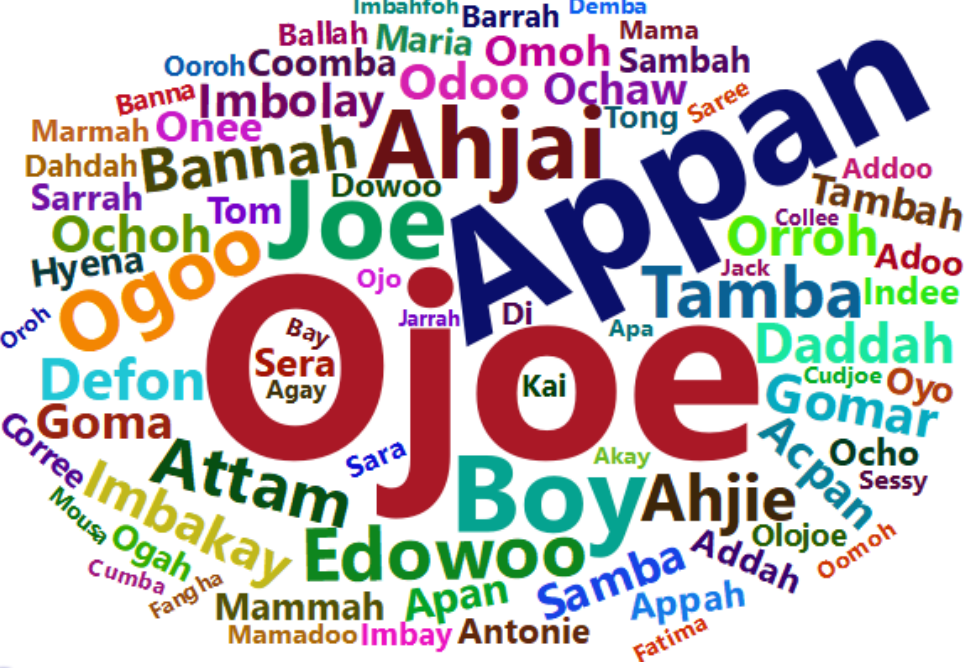 Imbahfoh
Demba
Barrah
Ballah
Maria
Omoh
Mama
Ooroh
Coomba
Odoo
Ochaw
Sambah
Banna
Imbolay
Ahjai
Tong
Saree
Appan
Marmah
Onee
Dahdah
Bannah
Dowoo
Addoo
Sarrah
Tom
Joe
Tambah
Ochoh
Collee
Orroh
Hyena
Ogoo
Ojo
Jack
Adoo
Oroh
Jarrah
Di
Tamba
Indee
Ojoe
Bay
Apa
Daddah
Sera
Defon
Agay
Kai
Cudjoe
Oyo
Goma
Gomar
Corree
Attam
Sara
Akay
Acpan
Ocho
Sessy
Imbakay
Boy
Ahjie
Mousa
Ogah
Edowoo
Olojoe
Oomoh
Cumba
Fangha
Samba
Addah
Mammah
Apan
Appah
Mamadoo
Imbay
Antonie
Fatima